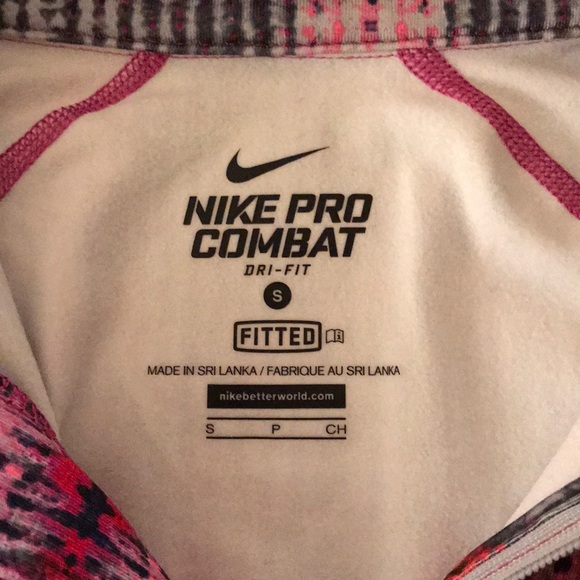 NIKE PRO
COMBAT
DRI-FIT
S
FITTED
MADE IN SRI LANKA / FABRIQUE AU SRI LANKA
nikebetterworld.com
S P CH